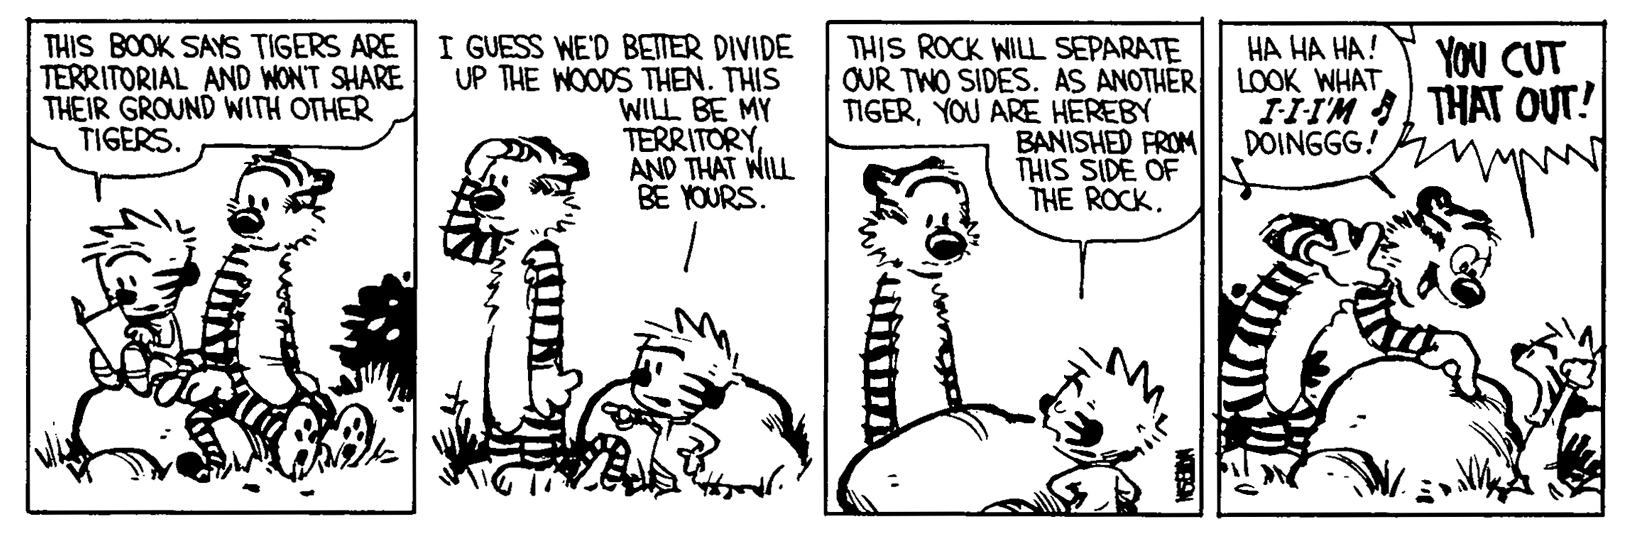 THIS BOOK SAYS TIGERS ARE
TERRITORIAL AND WON'T SHARE
THEIR GROUND WITH OTHER
TIGERS.
I GUESS WE'D BETTER DIVIDE
UP THE WOODS THEN. THIS
WILL BE MY
TERRITORY,
AND THAT WILL
BE YOURS.
THIS ROCK WILL SEPARATE
OUR TWO SIDES. AS ANOTHER
TIGER, YOU ARE HEREBY
BANISHED FROM
THIS SIDE OF
THE ROCK.
HA HA HA!
LOOK WHAT
I-I-I'M
DOINGGG!
YOU CUT
THAT OUT!